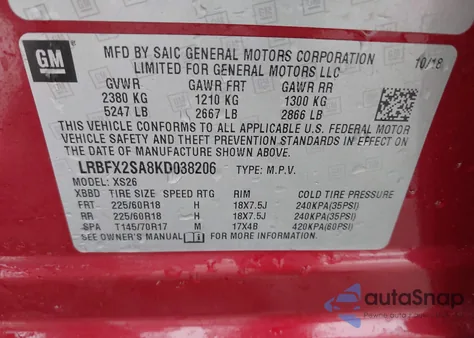 GM
MFD BY SAIC GENERAL MOTORS CORPORATION
LIMITED FOR GENERAL MOTORS LLC
10/18
GVWR GAWR FRT GAWR RR
2380 KG 1210 KG 1300 KG
5247 LB 2667 LB 2866 LB
THIS VEHICLE CONFORMS TO ALL APPLICABLE U.S. FEDERAL MOTOR
VEHICLE SAFETY AND THEFT PREVENTION STANDARDS IN EFFECT ON
THE DATE OF MANUFACTURE SHOWN ABOVE.
LRBFX2SA8KD038206 TYPE: M.P.V.
MODEL: XS26
XBBD TIRE SIZE SPEED RTG RIM COLD TIRE PRESSURE
FRT 225/60R18 H 18X7.5J 240KPA(35PSI)
RR 225/60R18 H 18X7.5J 240KPA(35PSI)
SPA T145/70R17 M 17X4B 420KPA(60PSI)
SEE OWNER'S MANUAL FOR MORE INFORMATION.
autoSnap